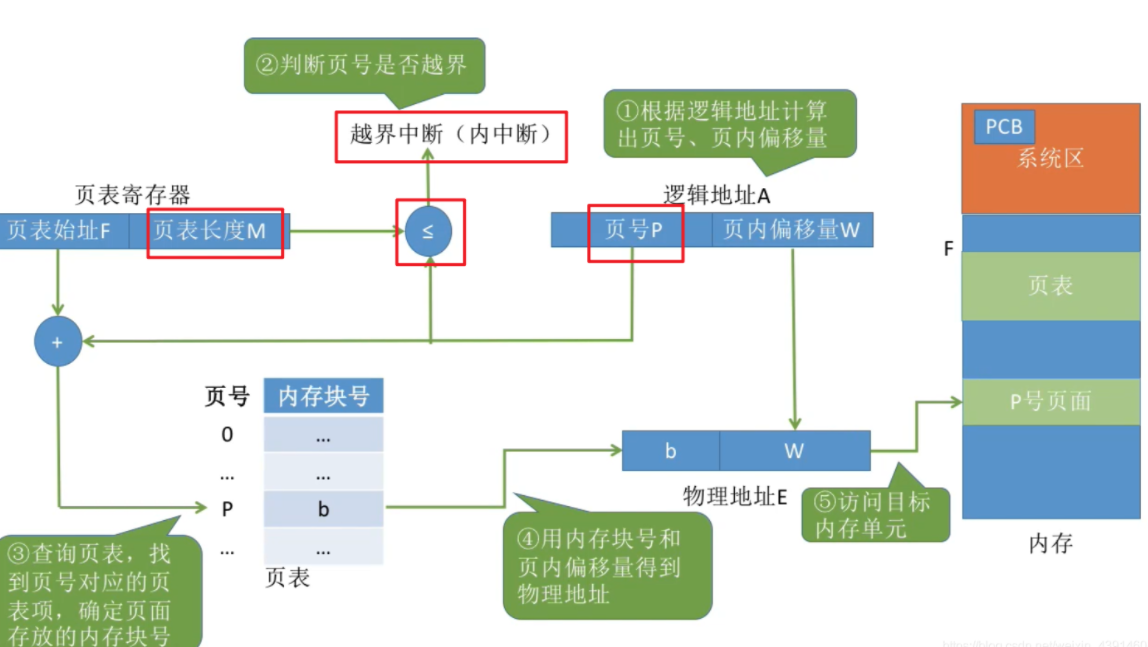 ②判断页号是否越界
越界中断（内中断）
①根据逻辑地址计算
出页号、页内偏移量
PCB
系统区
页表寄存器
逻辑地址A
页表始址F
页表长度M
≤
页号P
页内偏移量W
F
页表
+
页号
内存块号
P号页面
0
...
...
...
P
b
...
...
页表
b
W
物理地址E
③查询页表，找
到页号对应的页
表项，确定页面
存放的内存块号
④用内存块号和
页内偏移量得到
物理地址
⑤访问目标
内存单元
内存